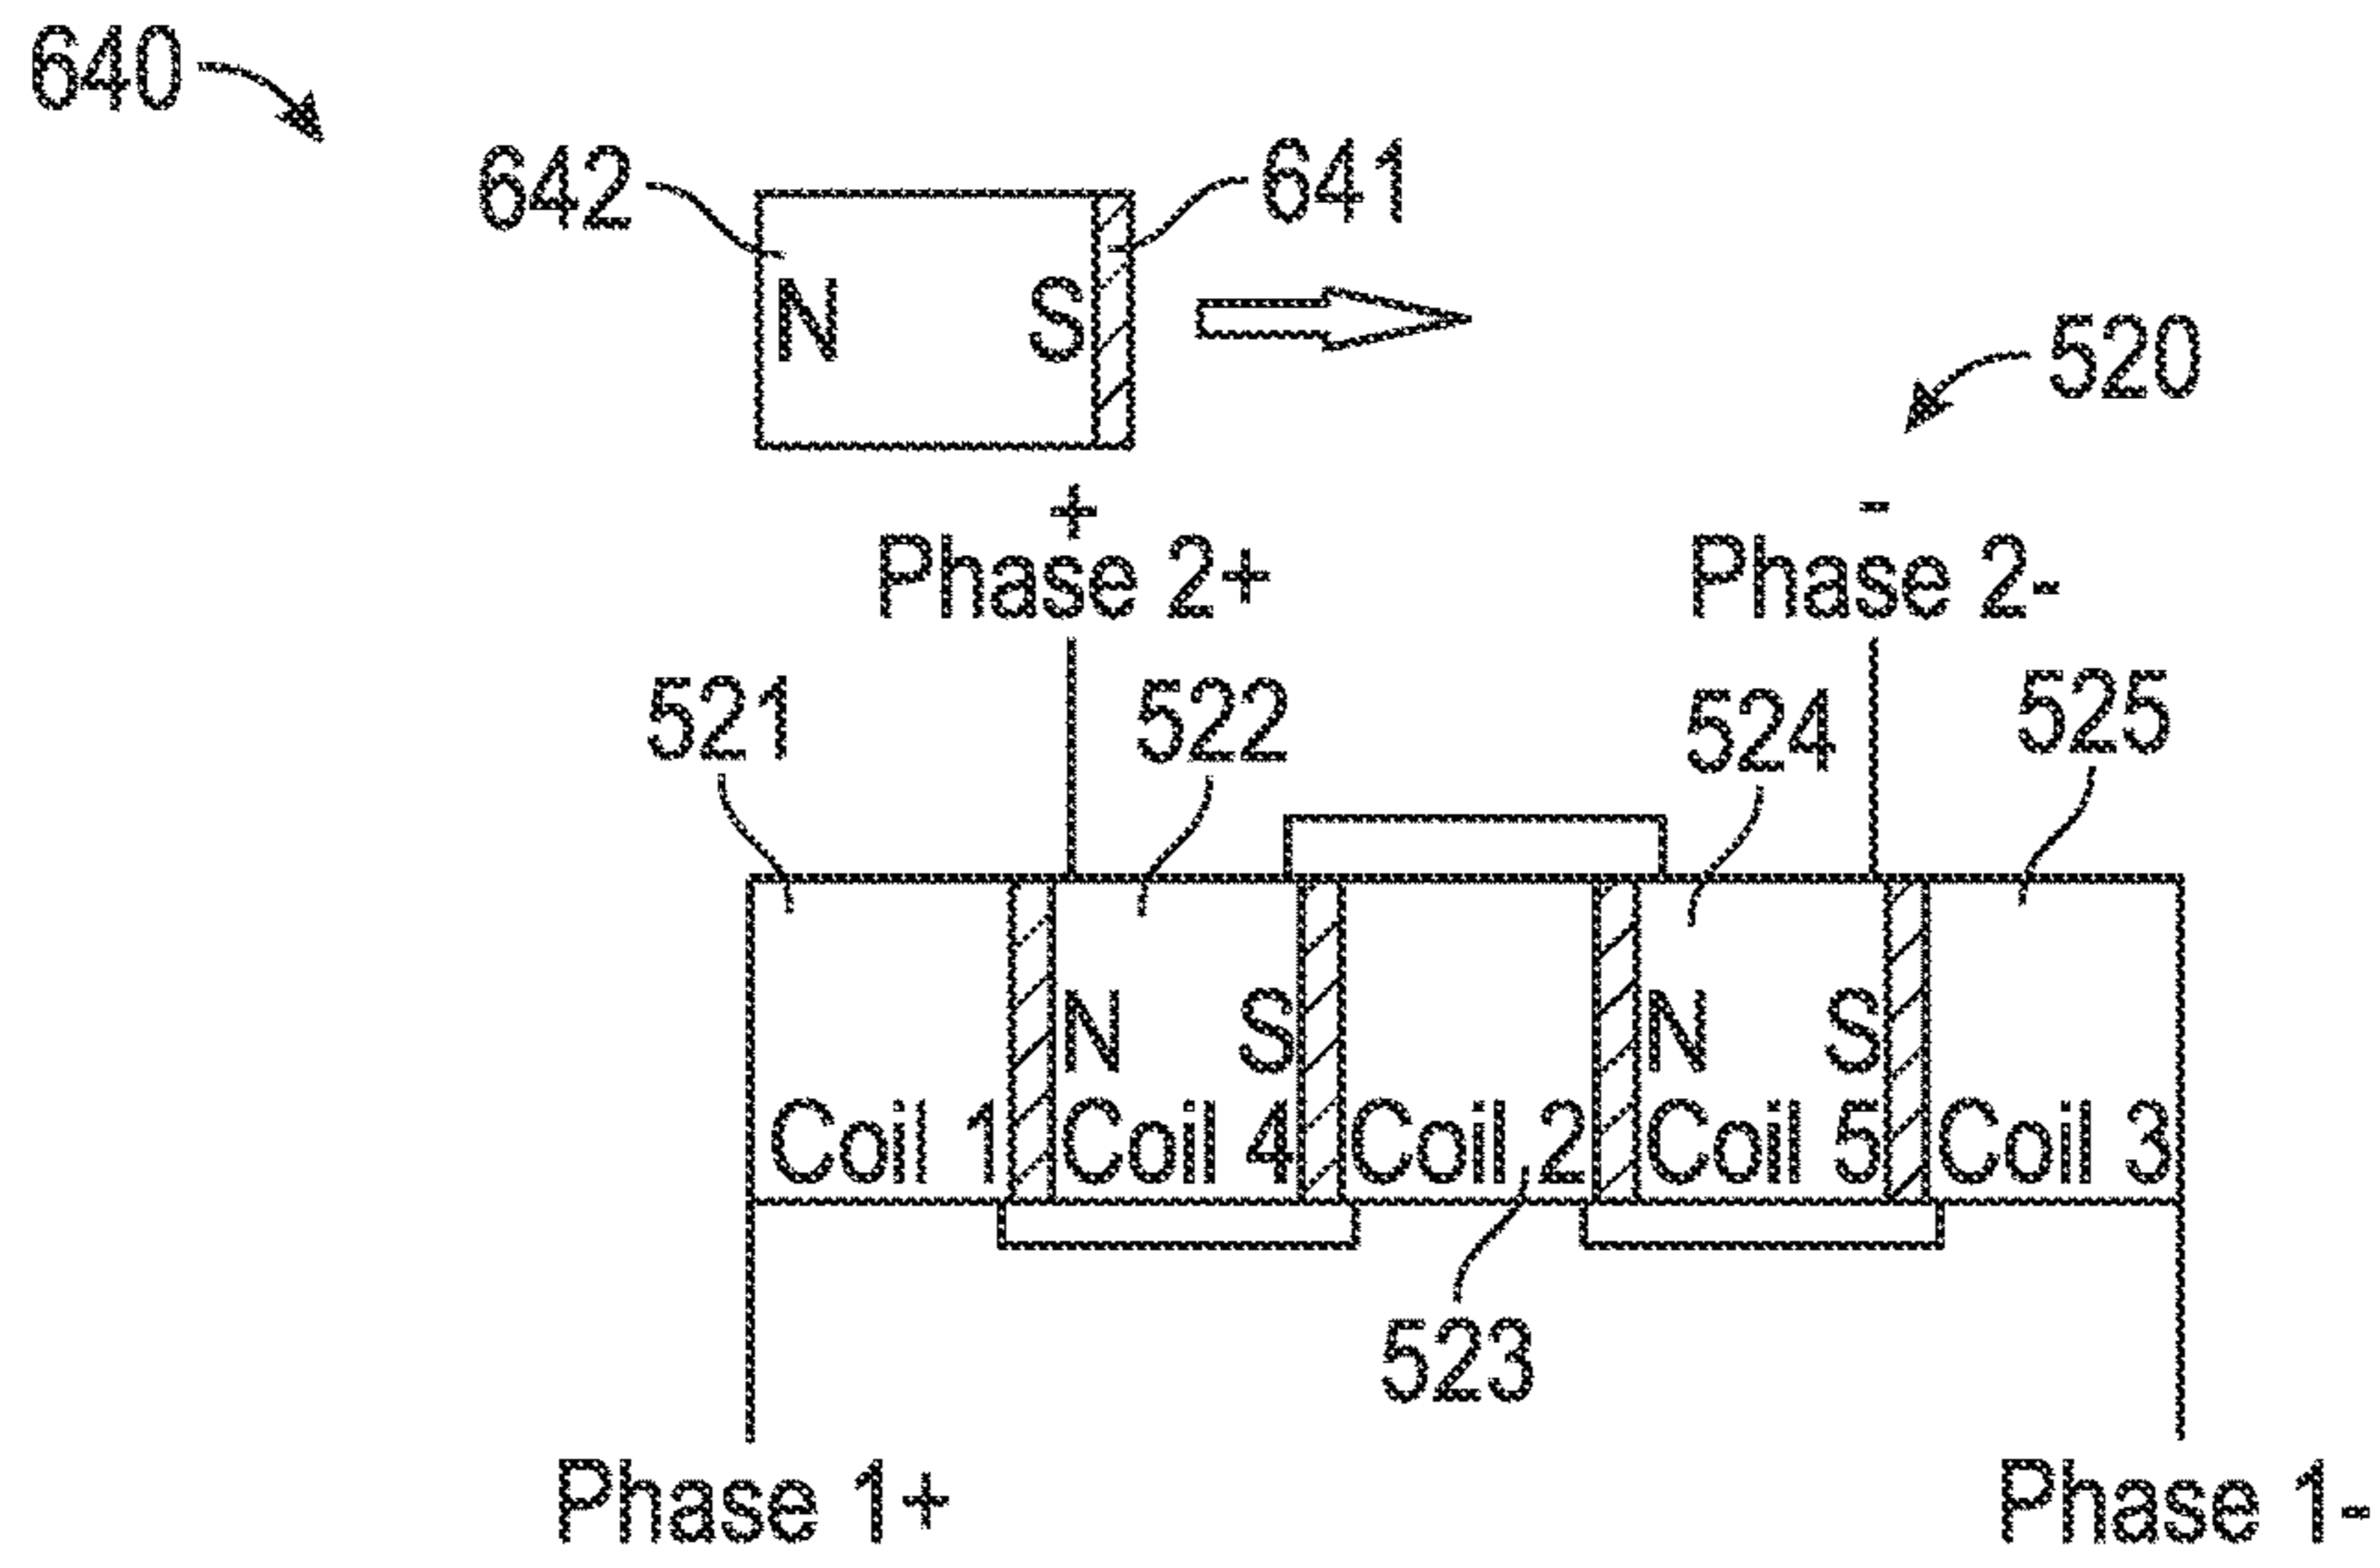 640
642
641
N S
520
+ -
Phase 2+ Phase 2-
521 522 524 525
N S N S
Coil 1 Coil 4 Coil 2 Coil 5 Coil 3
523
Phase 1+ Phase 1-